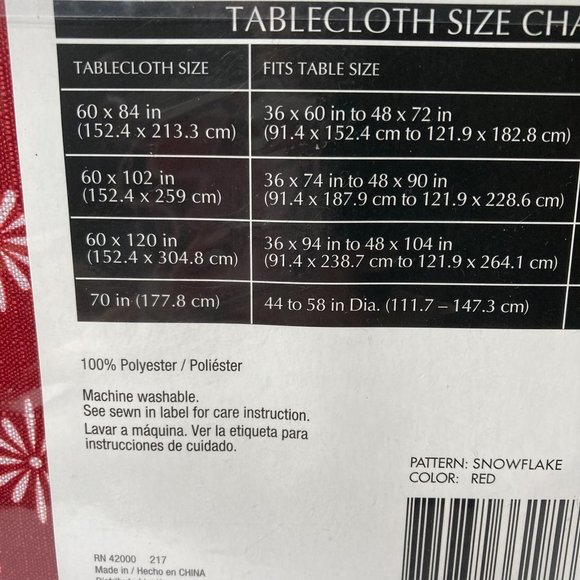 TABLECLOTH SIZE
TABLECLOTH SIZE FITS TABLE SIZE
60 x 84 in 36 x 60 in to 48 x 72 in
(152.4 x 213.3 cm) (91.4 x 152.4 cm to 121.9 x 182.8 cm)
60 x 102 in 36 x 74 in to 48 x 90 in
(152.4 x 259 cm) (91.4 x 187.9 cm to 121.9 x 228.6 cm)
60 x 120 in 36 x 94 in to 48 x 104 in
(152.4 x 304.8 cm) (91.4 x 238.7 cm to 121.9 x 264.1 cm)
70 in (177.8 cm) 44 to 58 in Dia. (111.7 – 147.3 cm)
100% Polyester / Poliéster
Machine washable.
See sewn in label for care instruction.
Lavar a máquina. Ver la etiqueta para
instrucciones de cuidado.
PATTERN: SNOWFLAKE
COLOR: RED
RN 42000 217
Made in / Hecho en CHINA